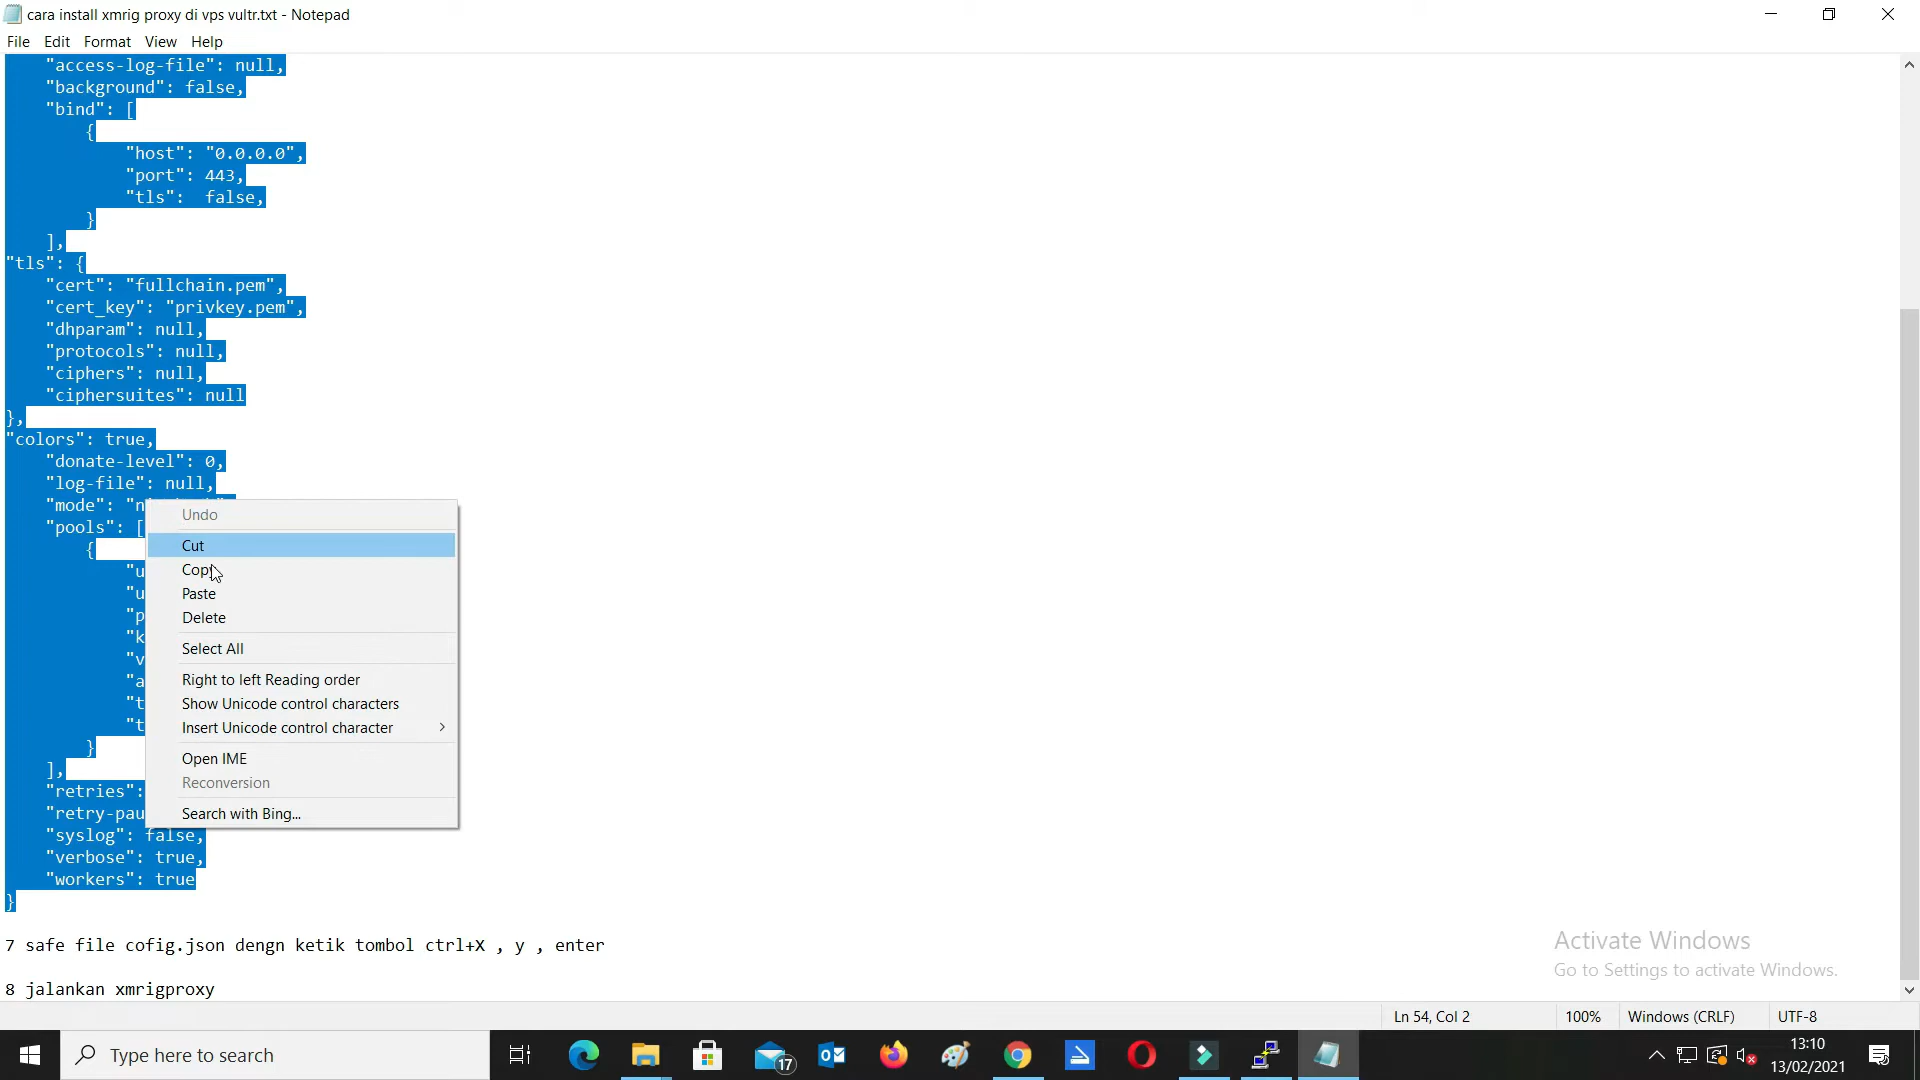 cara install xmrig proxy di vps vultr.txt - Notepad
File Edit Format View Help
"access-log-file": null,
"background": false,
"bind": [
{
"host": "0.0.0.0",
"port": 443,
"tls":  false,
}
],
"tls": {
"cert": "fullchain.pem",
"cert_key": "privkey.pem",
"dhparam": null,
"protocols": null,
"ciphers": null,
"ciphersuites": null
},
"colors": true,
"donate-level": 0,
"log-file": null,
"mode": "n
"pools": [
{
"u
"u
"p
"k
"v
"a
"t
"t
}
],
"retries":
"retry-pau
"syslog": false,
"verbose": true,
"workers": true
}
Undo
Cut
Copy
Paste
Delete
Select All
Right to left Reading order
Show Unicode control characters
Insert Unicode control character
Open IME
Reconversion
Search with Bing...
7 safe file cofig.json dengn ketik tombol ctrl+X , y , enter
8 jalankan xmrigproxy
Activate Windows
Go to Settings to activate Windows.
Ln 54, Col 2 100% Windows (CRLF) UTF-8
Type here to search
17
13:10
13/02/2021